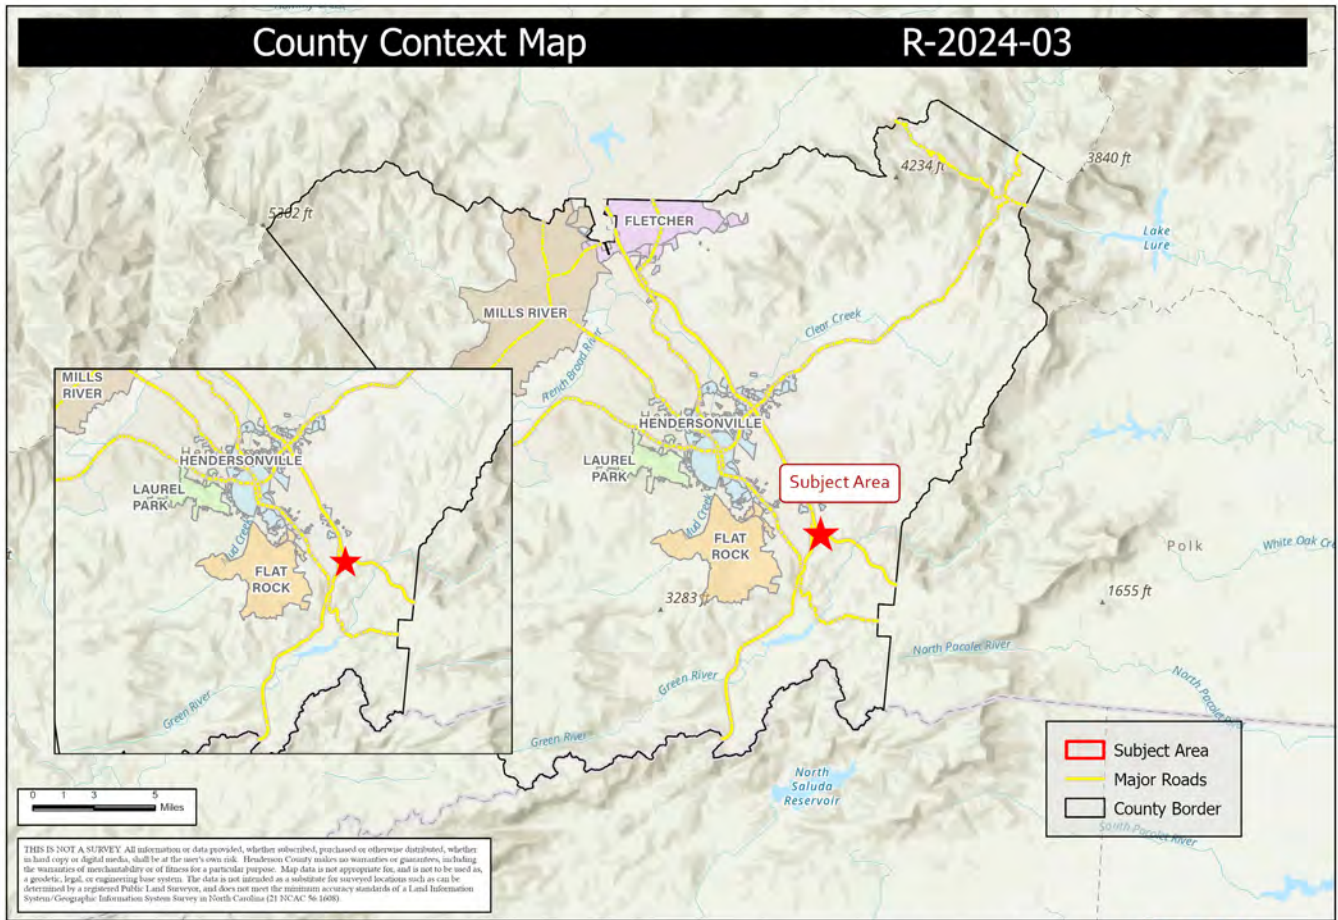 County Context Map
R-2024-03
4234 ft
3840 ft
5302 ft
FLETCHER
Lake
Lure
MILLS RIVER
Clear Creek
French Broad River
MILLS
RIVER
HENDERSONVILLE
HENDERSONVILLE
LAUREL
PARK
LAUREL
PARK
Subject Area
Mud Creek
Mud Creek
FLAT
ROCK
FLAT
ROCK
Polk
White Oak Cre
3283 ft
1655 ft
North Pacolet River
North Pacolet River
Green River
Green River
Green River
North
Saluda
Reservoir
South Pacolet River
Subject Area
Major Roads
County Border
0 1 3 5
Miles
THIS IS NOT A SURVEY. All information or data provided, whether subscribed, purchased or otherwise distributed, whether
in hard copy or digital media, shall be at the user's own risk. Henderson County makes no warranties or guarantees, including
the warranties of merchantability or of fitness for a particular purpose. Map data is not appropriate for, and is not to be used as,
a geodetic, legal, or engineering base system. The data is not intended as a substitute for surveyed locations such as can be
determined by a registered Public Land Surveyor, and does not meet the minimum accuracy standards of a Land Information
System/Geographic Information System Survey in North Carolina (21 NCAC 56.1608).